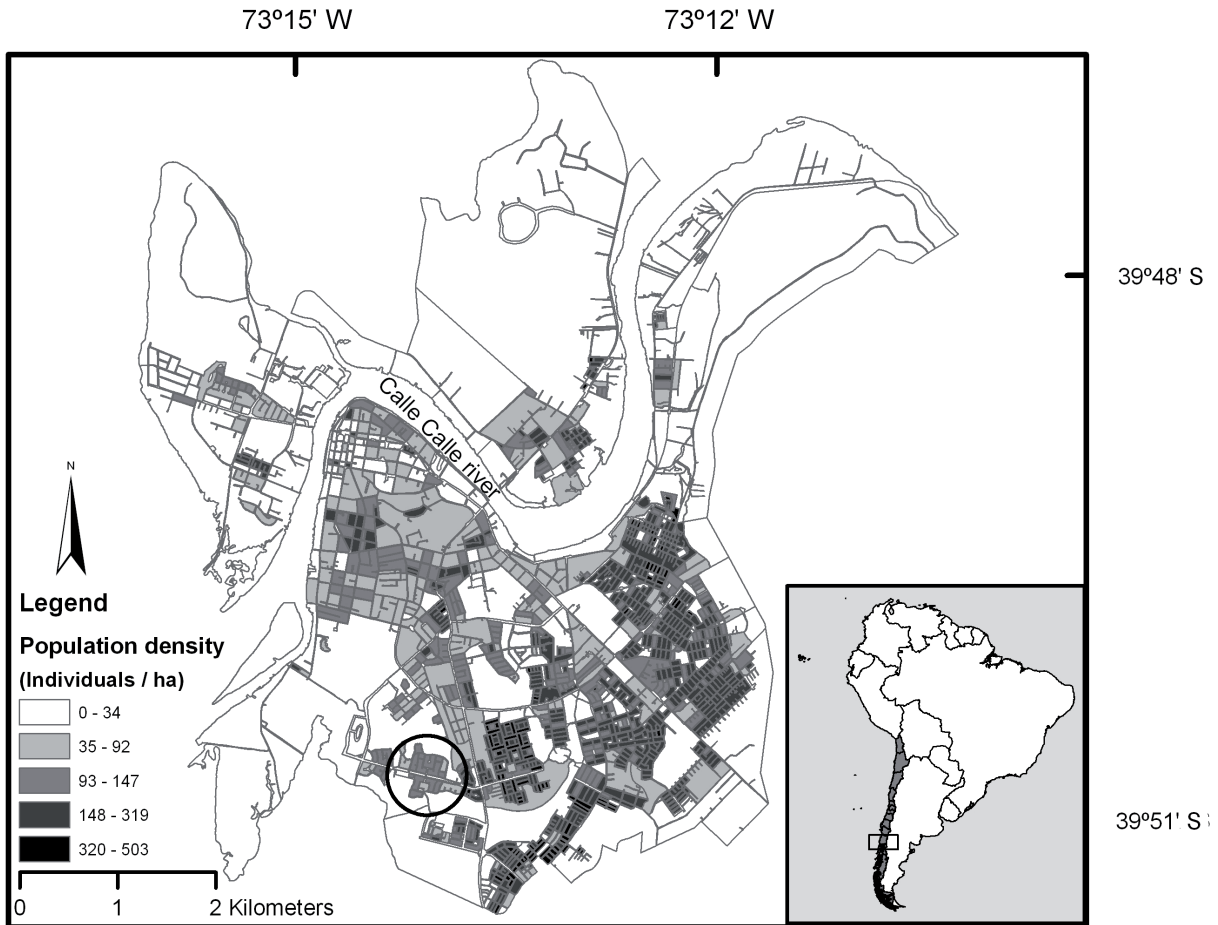 73º15' W
73º12' W
39º48' S
Calle Calle river
N
Legend
Population density
(Individuals / ha)
0 - 34
35 - 92
93 - 147
148 - 319
320 - 503
39º51' S
0 1 2 Kilometers